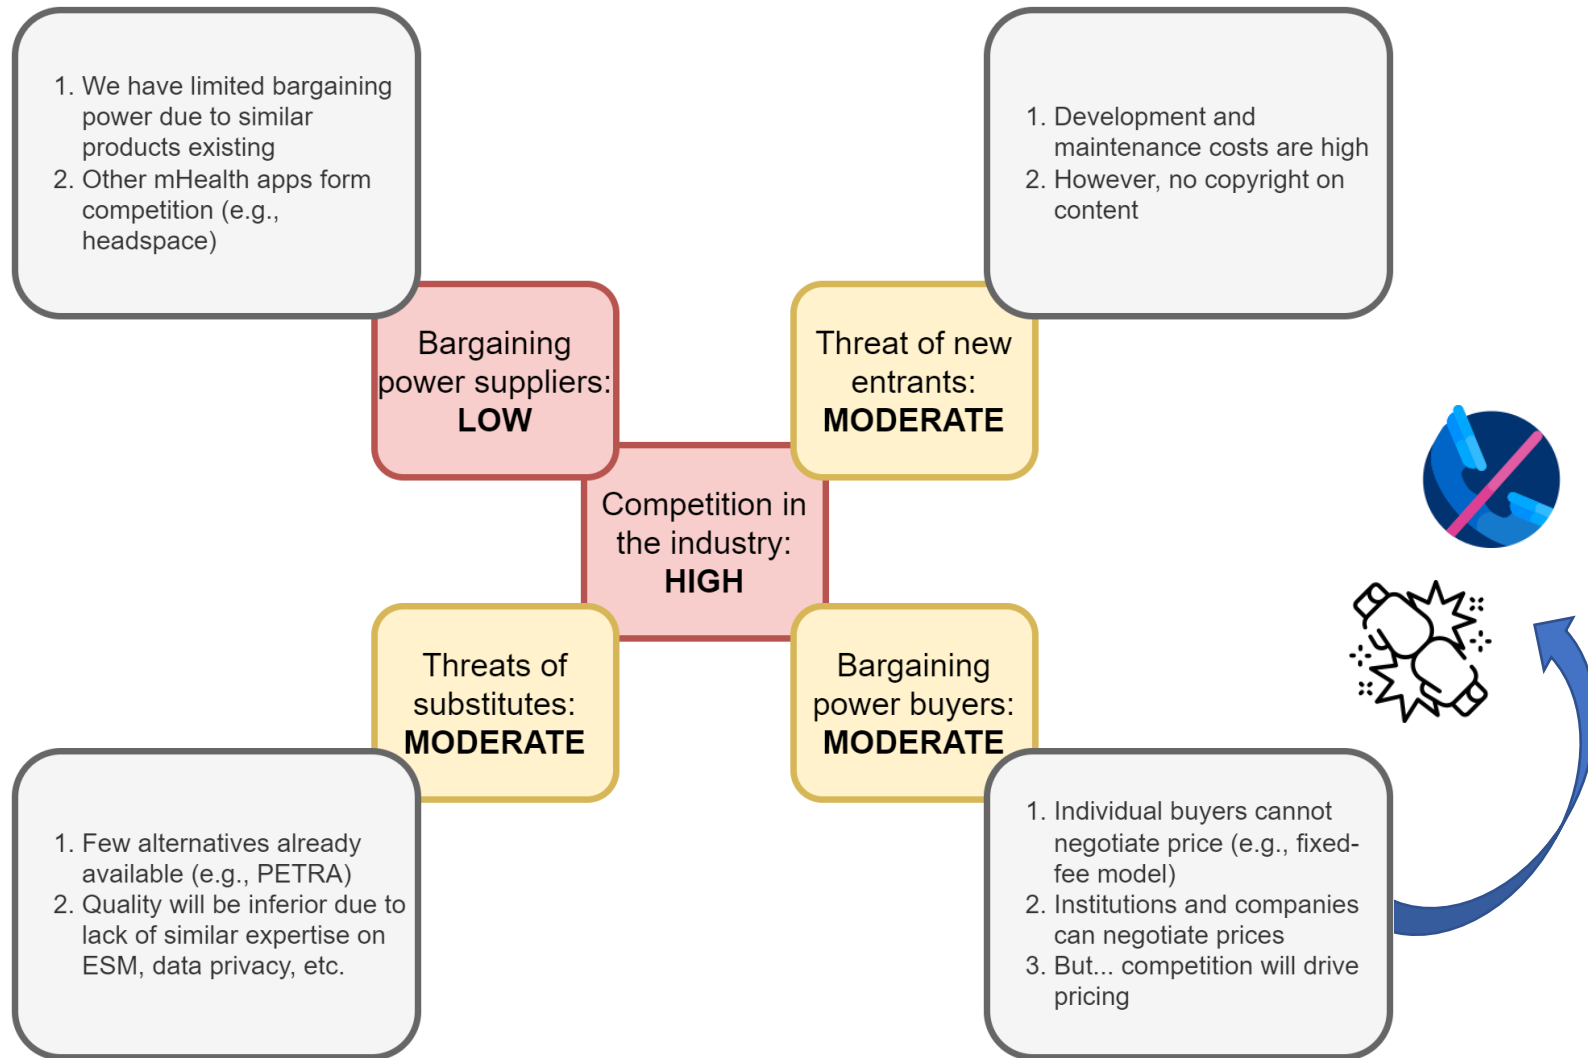 1. We have limited bargaining
power due to similar
products existing
2. Other mHealth apps form
competition (e.g.,
headspace)
1. Development and
maintenance costs are high
2. However, no copyright on
content
Bargaining
power suppliers:
LOW
Threat of new
entrants:
MODERATE
Competition in
the industry:
HIGH
Threats of
substitutes:
MODERATE
Bargaining
power buyers:
MODERATE
1. Few alternatives already
available (e.g., PETRA)
2. Quality will be inferior due to
lack of similar expertise on
ESM, data privacy, etc.
1. Individual buyers cannot
negotiate price (e.g., fixed-
fee model)
2. Institutions and companies
can negotiate prices
3. But... competition will drive
pricing